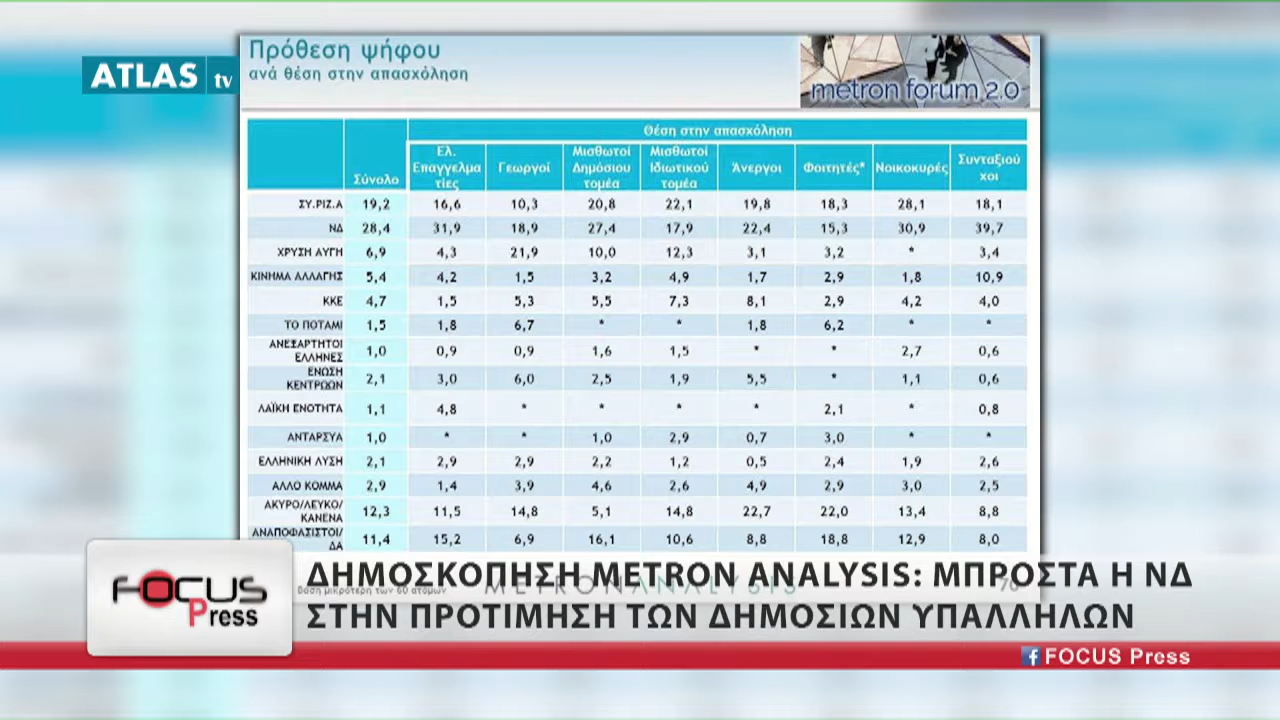 Πρόθεση ψήφου
ανά θέση στην απασχόληση
metron forum 2.0
ATLAS tv
Θέση στην απασχόληση
Σύνολο Ελ. Επαγγελμα τίες Γεωργοί Μισθωτοί Δημόσιου τομέα Μισθωτοί Ιδιωτικού τομέα Άνεργοι Φοιτητές* Νοικοκυρές Συνταξιού χοι
ΣΥ.ΡΙΖ.Α 19,2 16,6 10,3 20,8 22,1 19,8 18,3 28,1 18,1
ΝΔ 28,4 31,9 18,9 27,4 17,9 22,4 15,3 30,9 39,7
ΧΡΥΣΗ ΑΥΓΗ 6,9 4,3 21,9 10,0 12,3 3,1 3,2 * 3,4
ΚΙΝΗΜΑ ΑΛΛΑΓΗΣ 5,4 4,2 1,5 3,2 4,9 1,7 2,9 1,8 10,9
ΚΚΕ 4,7 1,5 5,3 5,5 7,3 8,1 2,9 4,2 4,0
ΤΟ ΠΟΤΑΜΙ 1,5 1,8 6,7 * * 1,8 6,2 * *
ΑΝΕΞΑΡΤΗΤΟΙ ΕΛΛΗΝΕΣ 1,0 0,9 0,9 1,6 1,5 * * 2,7 0,6
ΕΝΩΣΗ ΚΕΝΤΡΩΩΝ 2,1 3,0 6,0 2,5 1,9 5,5 * 1,1 0,6
ΛΑΪΚΗ ΕΝΟΤΗΤΑ 1,1 4,8 * * * * 2,1 * 0,8
ΑΝΤΑΡΣΥΑ 1,0 * * 1,0 2,9 0,7 3,0 * *
ΕΛΛΗΝΙΚΗ ΛΥΣΗ 2,1 2,9 2,9 2,2 1,2 0,5 2,4 1,9 2,6
ΑΛΛΟ ΚΟΜΜΑ 2,9 1,4 3,9 4,6 2,6 4,9 2,9 3,0 2,5
ΑΚΥΡΟ/ΛΕΥΚΟ/ ΚΑΝΕΝΑ 12,3 11,5 14,8 5,1 14,8 22,7 22,0 13,4 8,8
ΑΝΑΠΟΦΑΣΙΣΤΟΙ/ ΔΑ 11,4 15,2 6,9 16,1 10,6 8,8 18,8 12,9 8,0
βάση μικρότερη των 60 ατόμων METRON ANALYSIS
FOCUS
Press
ΔΗΜΟΣΚΟΠΗΣΗ METRON ANALYSIS: ΜΠΡΟΣΤΑ Η ΝΔ
ΣΤΗΝ ΠΡΟΤΙΜΗΣΗ ΤΩΝ ΔΗΜΟΣΙΩΝ ΥΠΑΛΛΗΛΩΝ
f FOCUS Press